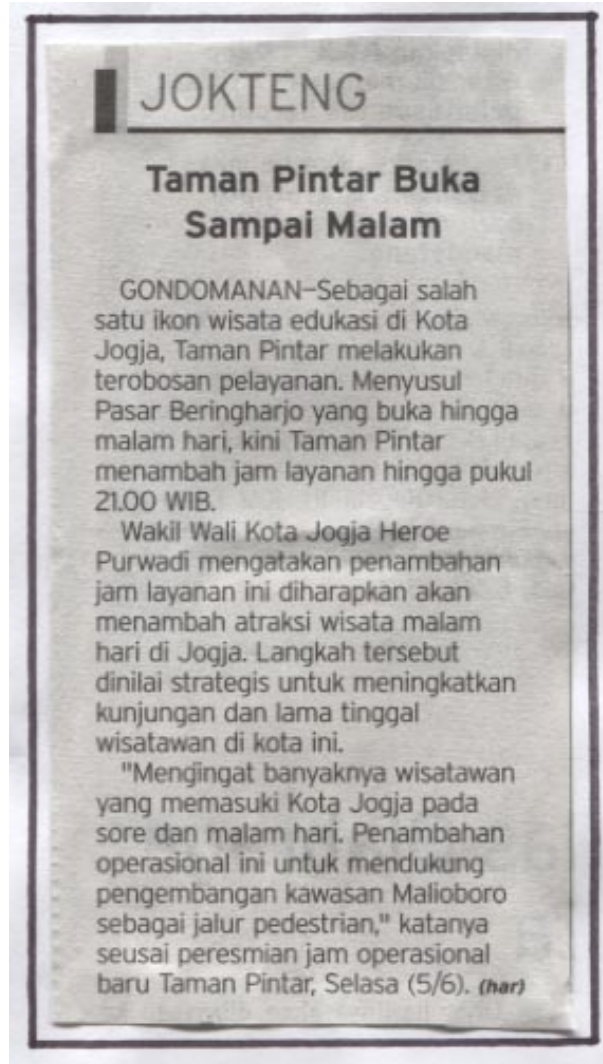 JOKTENG
Taman Pintar Buka
Sampai Malam
GONDOMANAN–Sebagai salah
satu ikon wisata edukasi di Kota
Jogja, Taman Pintar melakukan
terobosan pelayanan. Menyusul
Pasar Beringharjo yang buka hingga
malam hari, kini Taman Pintar
menambah jam layanan hingga pukul
21.00 WIB.
Wakil Wali Kota Jogja Heroe
Purwadi mengatakan penambahan
jam layanan ini diharapkan akan
menambah atraksi wisata malam
hari di Jogja. Langkah tersebut
dinilai strategis untuk meningkatkan
kunjungan dan lama tinggal
wisatawan di kota ini.
"Mengingat banyaknya wisatawan
yang memasuki Kota Jogja pada
sore dan malam hari. Penambahan
operasional ini untuk mendukung
pengembangan kawasan Malioboro
sebagai jalur pedestrian," katanya
seusai peresmian jam operasional
baru Taman Pintar, Selasa (5/6). (har)